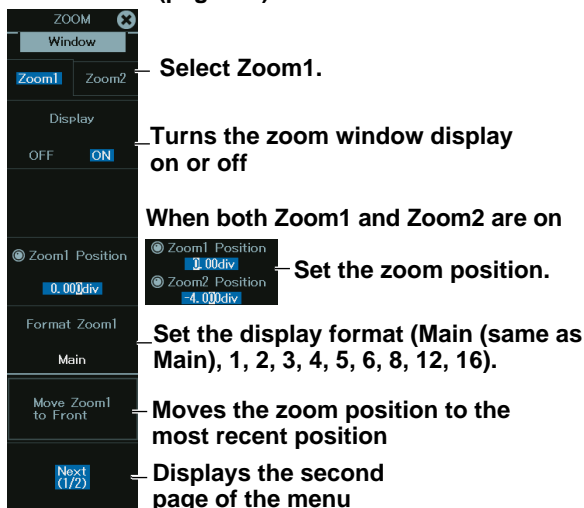 ZOOM
Window
Zoom1 Zoom2
Select Zoom1.
Display
OFF ON
Turns the zoom window display
on or off
When both Zoom1 and Zoom2 are on
Zoom1 Position
0.000div
Zoom1 Position
0.00div
Zoom2 Position
-4.000div
Set the zoom position.
Format Zoom1
Main
Set the display format (Main (same as
Main), 1, 2, 3, 4, 5, 6, 8, 12, 16).
Move Zoom1
to Front
Moves the zoom position to the
most recent position
Next
(1/2)
Displays the second
page of the menu